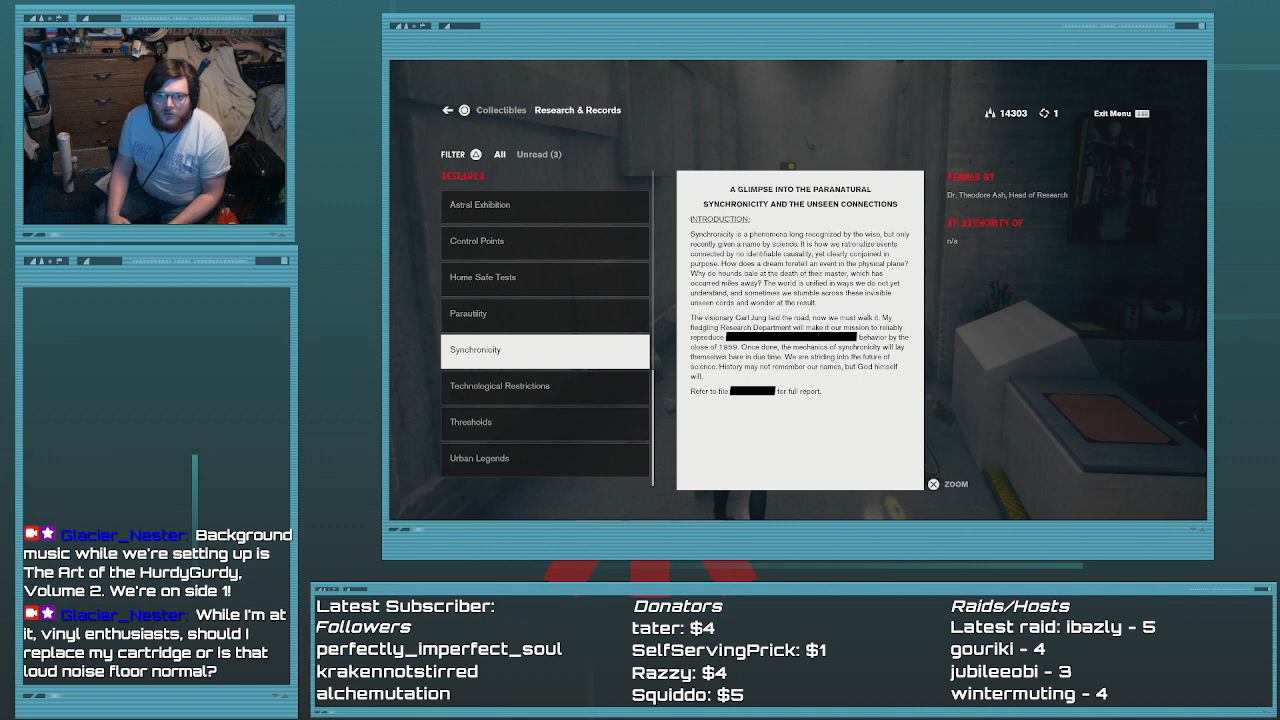 Collectibles / Research & Records
14303
1
Exit Menu
FILTER
All
Unread (3)
RESEARCH
Astral Exhibition
Control Points
Home Safe Tests
Parautility
Synchronicity
Technological Restrictions
Thresholds
Urban Legends
A GLIMPSE INTO THE PARANATURAL
SYNCHRONICITY AND THE UNSEEN CONNECTIONS
INTRODUCTION:
Synchronicity is a phenomena long recognized by the wise, but only
recently given a name by science. It is how we rationalize events
connected by no identifiable causality, yet clearly conjoined in
purpose. How does a dream foretell an event in the physical plane?
Why do hounds bale at the death of their master, which has
occurred miles away? The world is unified in ways we do not yet
understand, and sometimes we stumble across these invisible
unseen cords and wonder at the result.
The visionary Carl Jung laid the road, now we must walk it. My
fledgling Research Department will make it our mission to reliably
reproduce behavior by the
close of 1959. Once done, the mechanics of synchronicity will lay
themselves bare in due time. We are striding into the future of
science. History may not remember our names, but God himself
will.
Refer to file for full report.
PENNED BY
Dr. Theodore Ash, Head of Research
BY AUTHORITY OF
n/a
ZOOM
Glacier_Nester: Background
music while we're setting up is
The Art of the HurdyGurdy,
Volume 2. We're on side 1!
Glacier_Nester: While I'm at
it, vinyl enthusiasts, should I
replace my cartridge or is that
loud noise floor normal?
Latest Subscriber:
Followers
perfectly_imperfect_soul
krakennotstirred
alchemutation
Donators
tater: $4
SelfServingPrick: $1
Razzy: $4
Squiddo: $5
Raids/Hosts
Latest raid: ibazly - 5
gouriki - 4
jubileebi - 3
wintermuting - 4